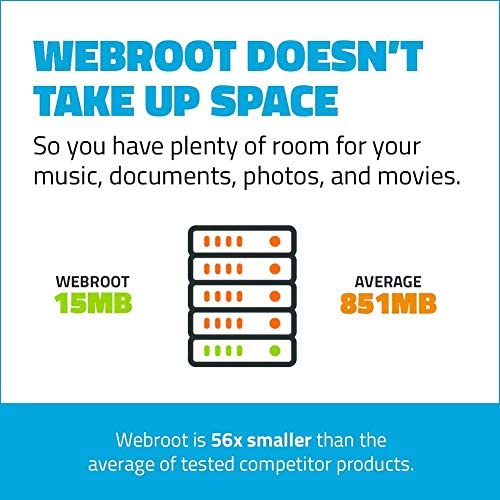 WEBROOT DOESN'T
TAKE UP SPACE
So you have plenty of room for your
music, documents, photos, and movies.
WEBROOT
15MB
AVERAGE
851MB
Webroot is 56x smaller than the
average of tested competitor products.